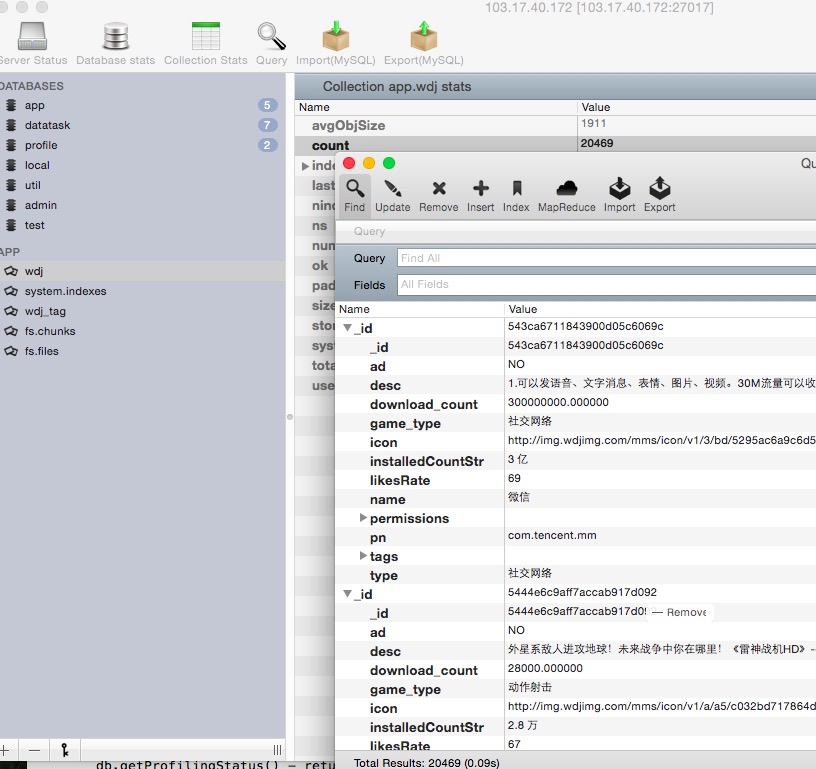 103.17.40.172 [103.17.40.172:27017]
Server Status Database stats Collection Stats Query Import(MySQL) Export(MySQL)
DATABASES
app 5
datatask 7
profile 2
local
util
admin
test
APP
wdj
system.indexes
wdj_tag
fs.chunks
fs.files
Collection app.wdj stats
Name Value
avgObjSize 1911
count 20469
inde
last
nind
ns
num
ok
pad
size
stor
sys
tota
use
Qu
Find Update Remove Insert Index MapReduce Import Export
Query
Query Find All
Fields All Fields
Name Value
_id 543ca6711843900d05c6069c
_id 543ca6711843900d05c6069c
ad NO
desc 1.可以发语音、文字消息、表情、图片、视频。30M流量可以收
download_count 300000000.000000
game_type 社交网络
icon http://img.wdjimg.com/mms/icon/v1/3/bd/5295ac6a9c6d5
installedCountStr 3 亿
likesRate 69
name 微信
permissions
pn com.tencent.mm
tags
type 社交网络
_id 5444e6c9aff7accab917d092
_id 5444e6c9aff7accab917d09 — Remove
ad NO
desc 外星系敌人进攻地球！未来战争中你在哪里！《雷神战机HD》-
download_count 28000.000000
game_type 动作射击
icon http://img.wdjimg.com/mms/icon/v1/a/a5/c032bd717864d
installedCountStr 2.8 万
likesRate 67
Total Results: 20469 (0.09s)
db.getProfilingStatus() – retu